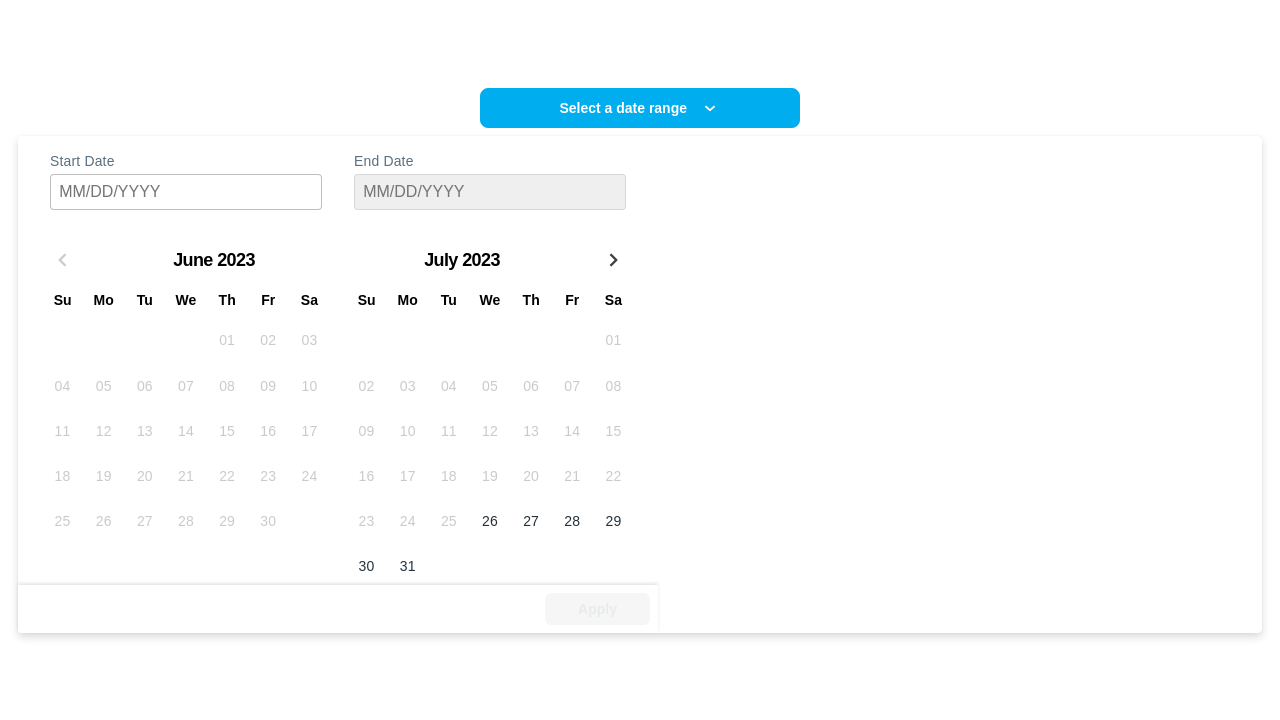 Select a date range
Start Date End Date
MM/DD/YYYY MM/DD/YYYY
June 2023 July 2023
Su Mo Tu We Th Fr Sa Su Mo Tu We Th Fr Sa
01 02 03 01
04 05 06 07 08 09 10 02 03 04 05 06 07 08
11 12 13 14 15 16 17 09 10 11 12 13 14 15
18 19 20 21 22 23 24 16 17 18 19 20 21 22
25 26 27 28 29 30 23 24 25 26 27 28 29
30 31
Apply